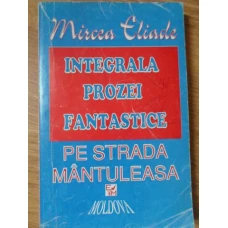 Mircea Eliade
INTEGRALA
PROZEI
FANTASTICE
PE STRADA
MÂNTULEASA
MOLDOVA